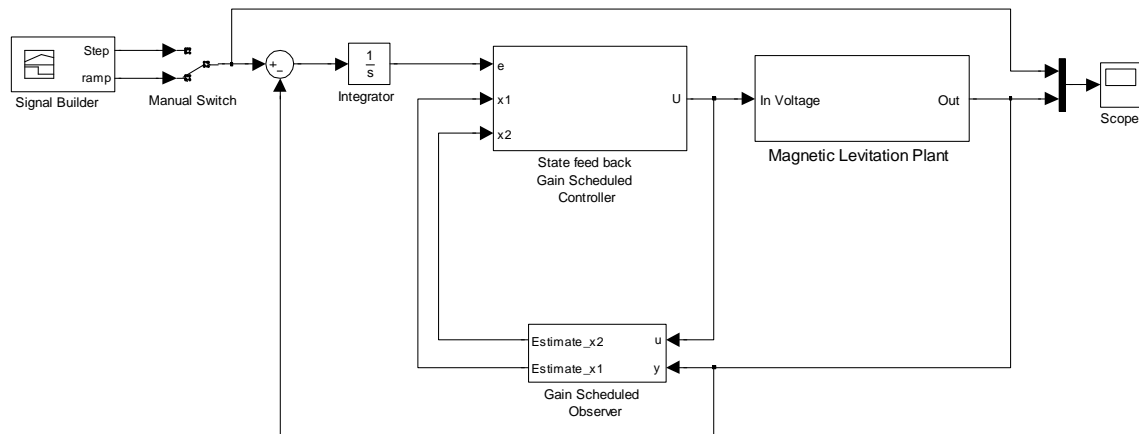 Step
ramp
Signal Builder
Manual Switch
+
−
1
s
Integrator
e
x1
x2
U
State feed back
Gain Scheduled
Controller
In Voltage
Out
Magnetic Levitation Plant
Scope
Estimate_x2
Estimate_x1
u
y
Gain Scheduled
Observer